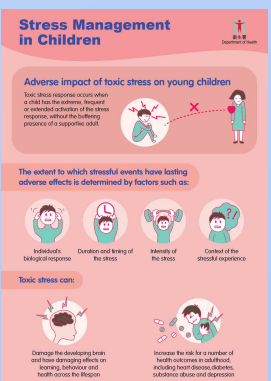 Stress Management
in Children
衞生署
Department of Health
Adverse impact of toxic stress on young children
Toxic stress response occurs when
a child has the extreme, frequent
or extended activation of the stress
response, without the buffering
presence of a supportive adult.
The extent to which stressful events have lasting
adverse effects is determined by factors such as:
Individual's
biological response
Duration and timing of
the stress
Intensity of
the stress
Context of the
stressful experience
Toxic stress can:
Damage the developing brain
and have damaging effects on
learning, behaviour and
health across the lifespan
Increase the risk for a number of
health outcomes in adulthood,
including heart disease,diabetes,
substance abuse and depression